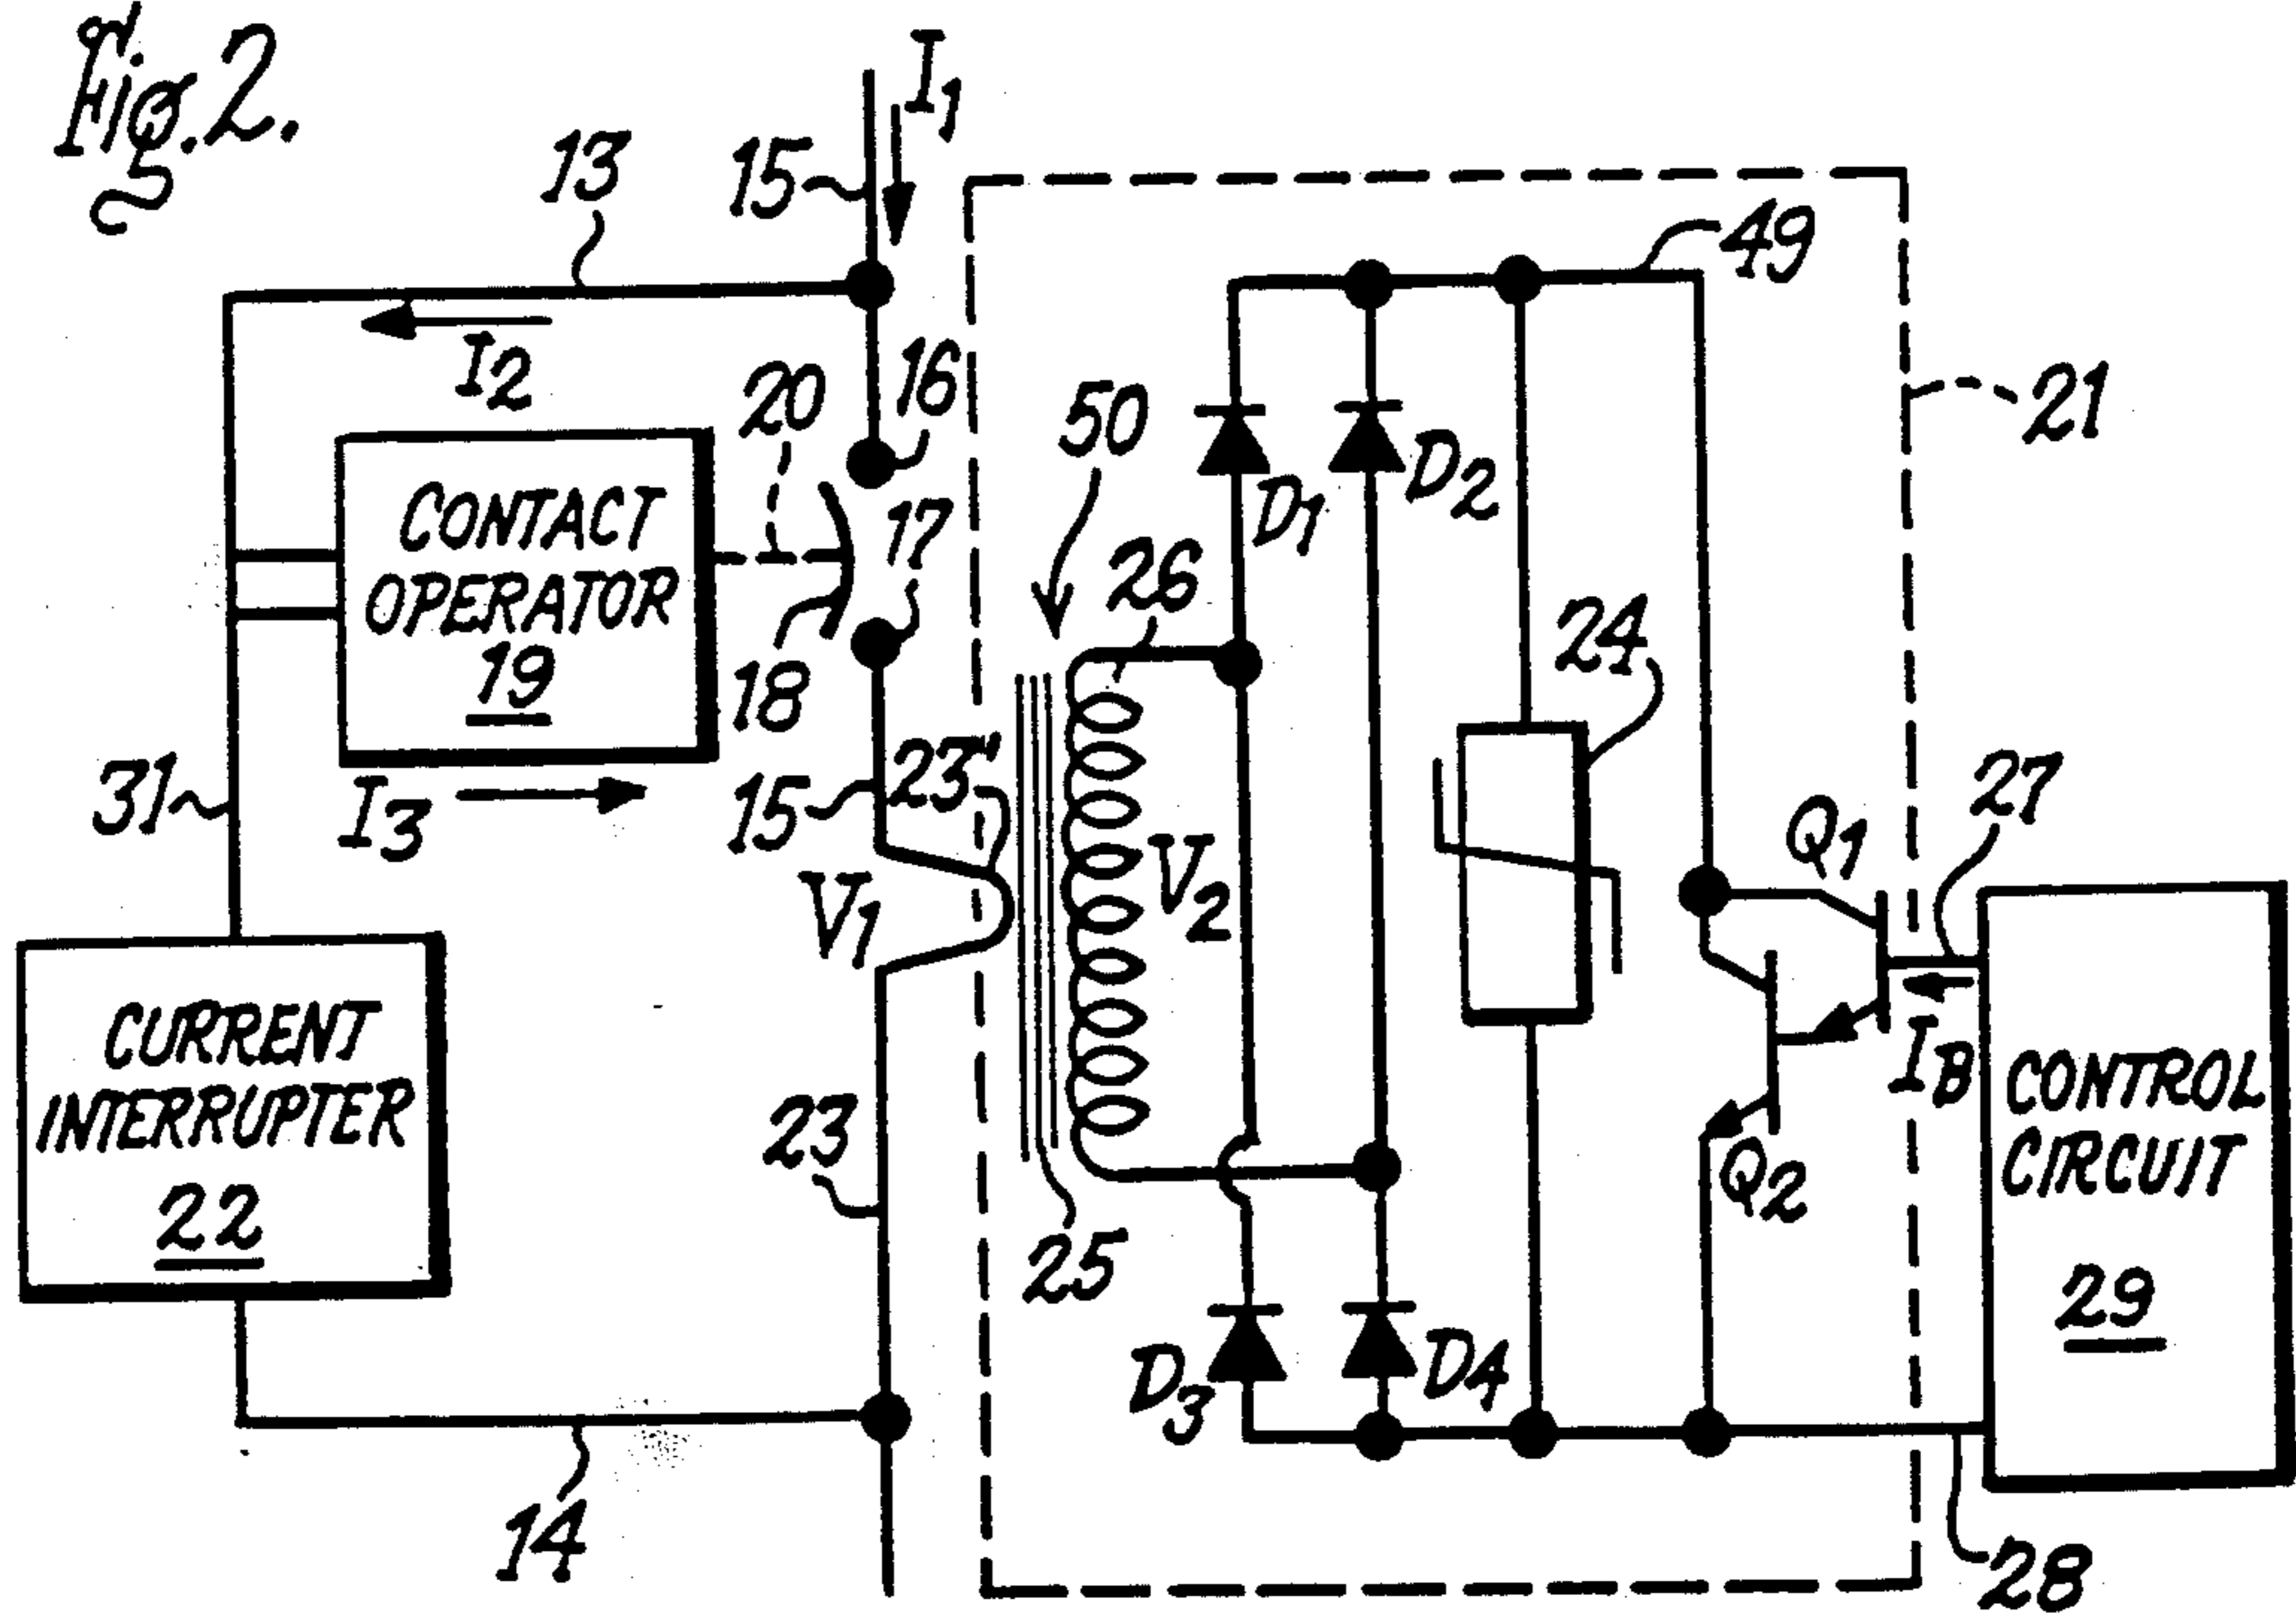 Fig. 2.
I1
13
15
49
I2
20
16
50
D1
D2
21
CONTACT
OPERATOR
19
17
26
24
18
31
I3
15
23'
V1
V2
Q1
27
CURRENT
INTERRUPTER
22
23
25
IB
Q2
CONTROL
CIRCUIT
29
D3
D4
14
28